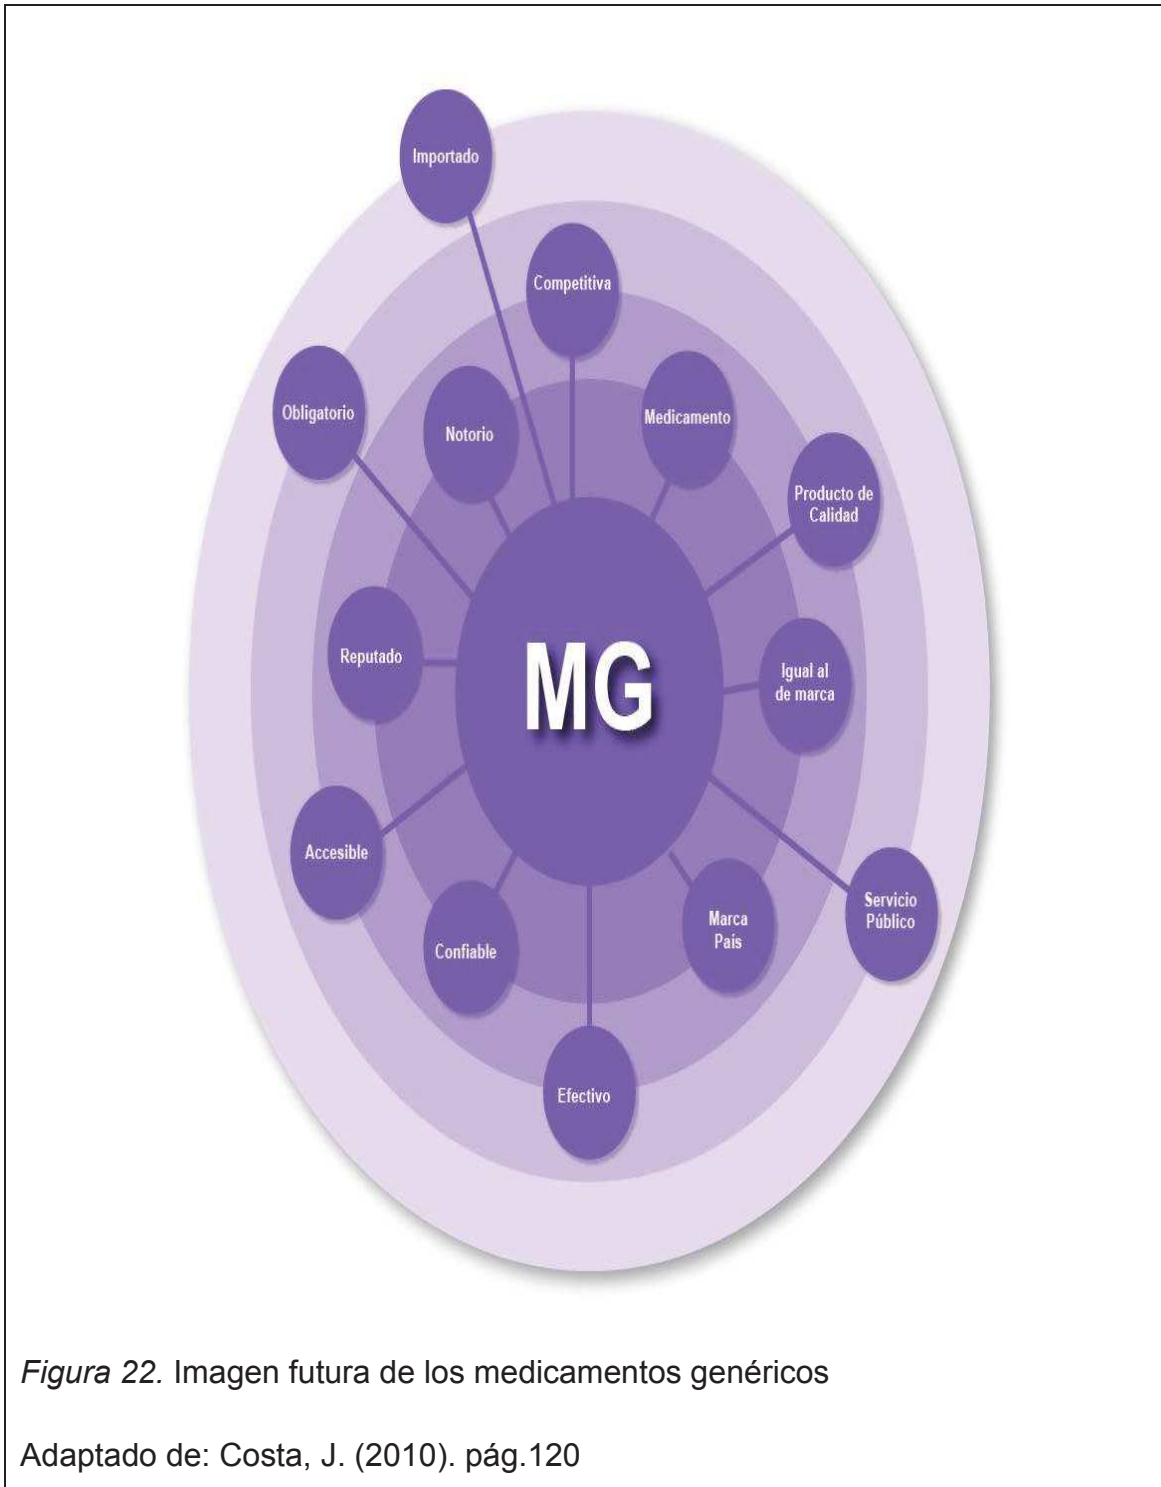 Importado
Competitiva
Obligatorio
Notorio
Medicamento
Producto de
Calidad
Reputado
MG
Igual al
de marca
Accesible
Confiable
Marca
País
Servicio
Público
Efectivo
Figura 22. Imagen futura de los medicamentos genéricos
Adaptado de: Costa, J. (2010). pág.120